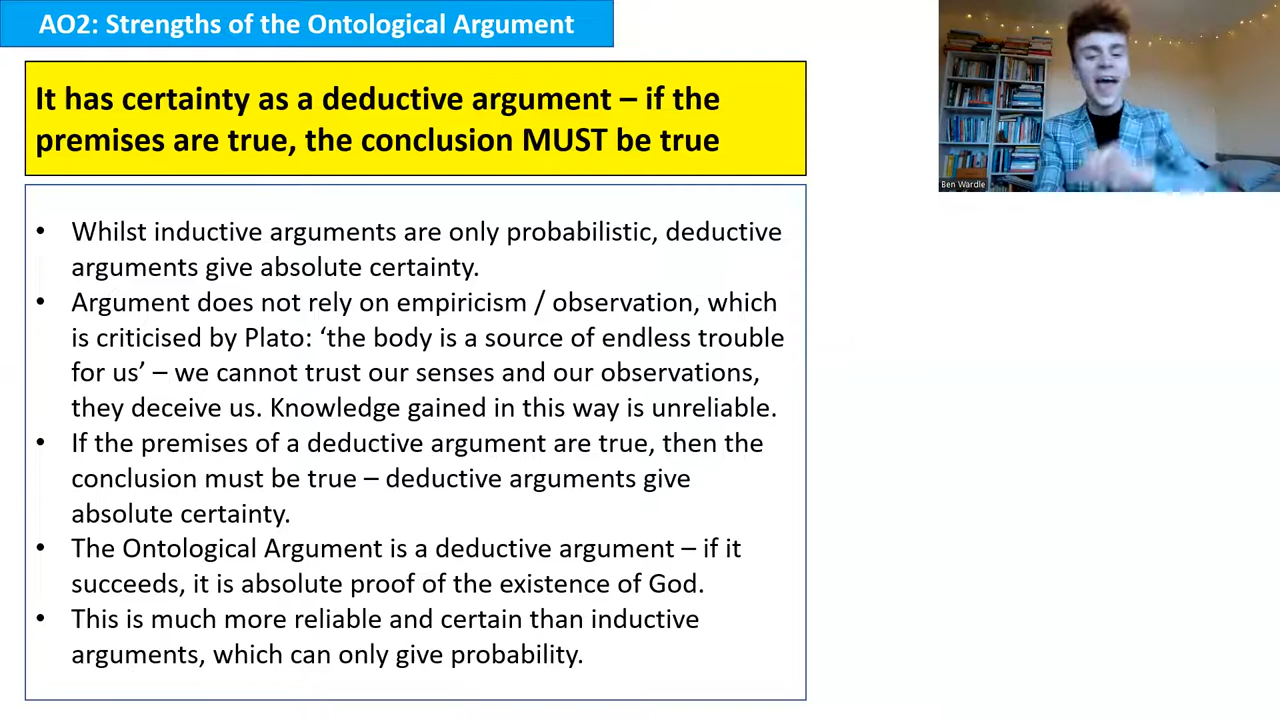 AO2: Strengths of the Ontological Argument
It has certainty as a deductive argument – if the
premises are true, the conclusion MUST be true
• Whilst inductive arguments are only probabilistic, deductive
arguments give absolute certainty.
• Argument does not rely on empiricism / observation, which
is criticised by Plato: ‘the body is a source of endless trouble
for us’ – we cannot trust our senses and our observations,
they deceive us. Knowledge gained in this way is unreliable.
• If the premises of a deductive argument are true, then the
conclusion must be true – deductive arguments give
absolute certainty.
• The Ontological Argument is a deductive argument – if it
succeeds, it is absolute proof of the existence of God.
• This is much more reliable and certain than inductive
arguments, which can only give probability.
Ben Wardle